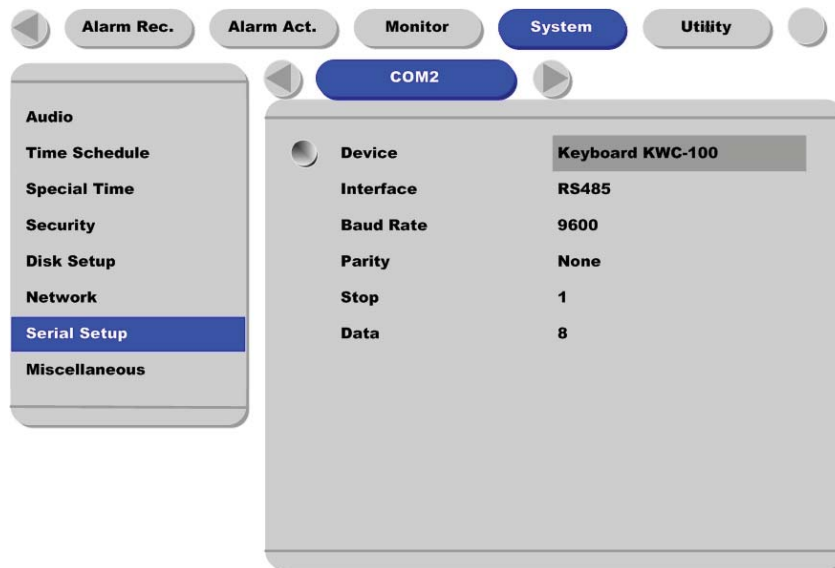 Alarm Rec. Alarm Act. Monitor System Utility
COM2
Audio
Time Schedule
Special Time
Security
Disk Setup
Network
Serial Setup
Miscellaneous
Device Keyboard KWC-100
Interface RS485
Baud Rate 9600
Parity None
Stop 1
Data 8